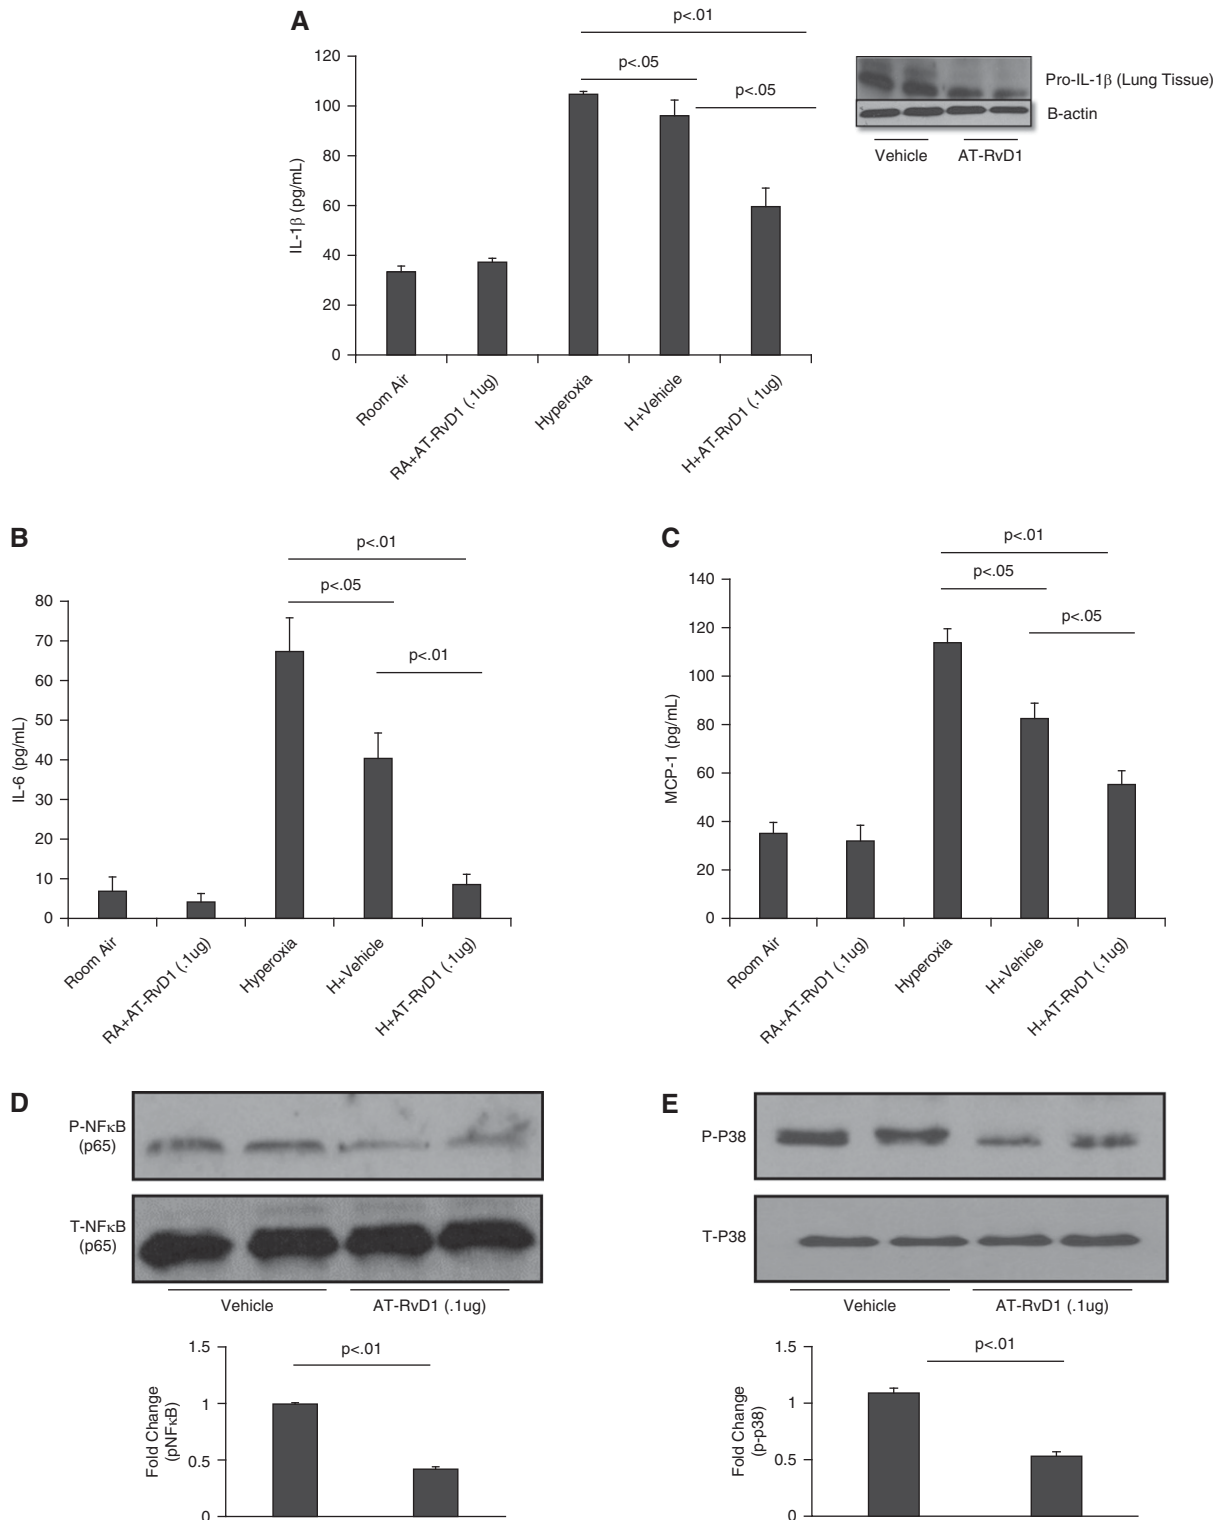 A
p<.01
p<.05
p<.05
120
100
80
60
40
20
0
IL-1β (pg/mL)
Room Air
RA+AT-RvD1 (.1ug)
Hyperoxia
H+Vehicle
H+AT-RvD1 (.1ug)
Pro-IL-1β (Lung Tissue)
B-actin
Vehicle
AT-RvD1
B
p<.01
p<.05
p<.01
80
70
60
50
40
30
20
10
0
IL-6 (pg/mL)
Room Air
RA+AT-RvD1 (.1ug)
Hyperoxia
H+Vehicle
H+AT-RvD1 (.1ug)
C
p<.01
p<.05
p<.05
140
120
100
80
60
40
20
0
MCP-1 (pg/mL)
Room Air
RA+AT-RvD1 (.1ug)
Hyperoxia
H+Vehicle
H+AT-RvD1 (.1ug)
D
P-NFκB
(p65)
T-NFκB
(p65)
Vehicle
AT-RvD1 (.1ug)
p<.01
1.5
1
0.5
0
Fold Change
(pNFκB)
E
P-P38
T-P38
Vehicle
AT-RvD1 (.1ug)
p<.01
1.5
1
0.5
0
Fold Change
(p-p38)